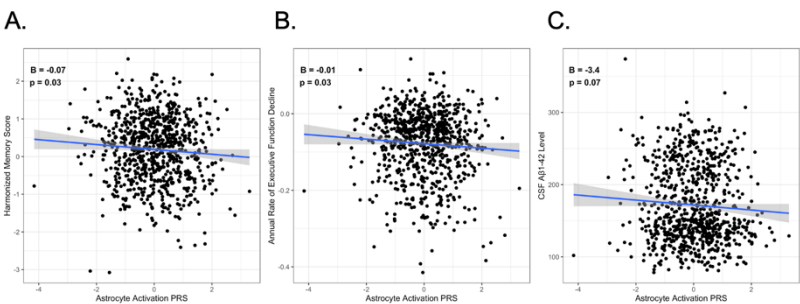 A.
B = -0.07
p = 0.03
Harmonized Memory Score
2
1
0
-1
-2
-3
-4
-2
0
2
Astrocyte Activation PRS
B.
B = -0.01
p = 0.03
Annual Rate of Executive Function Decline
0.0
-0.2
-0.4
-4
-2
0
2
Astrocyte Activation PRS
C.
B = -3.4
p = 0.07
CSF Aβ1-42 Level
300
200
100
-4
-2
0
2
Astrocyte Activation PRS